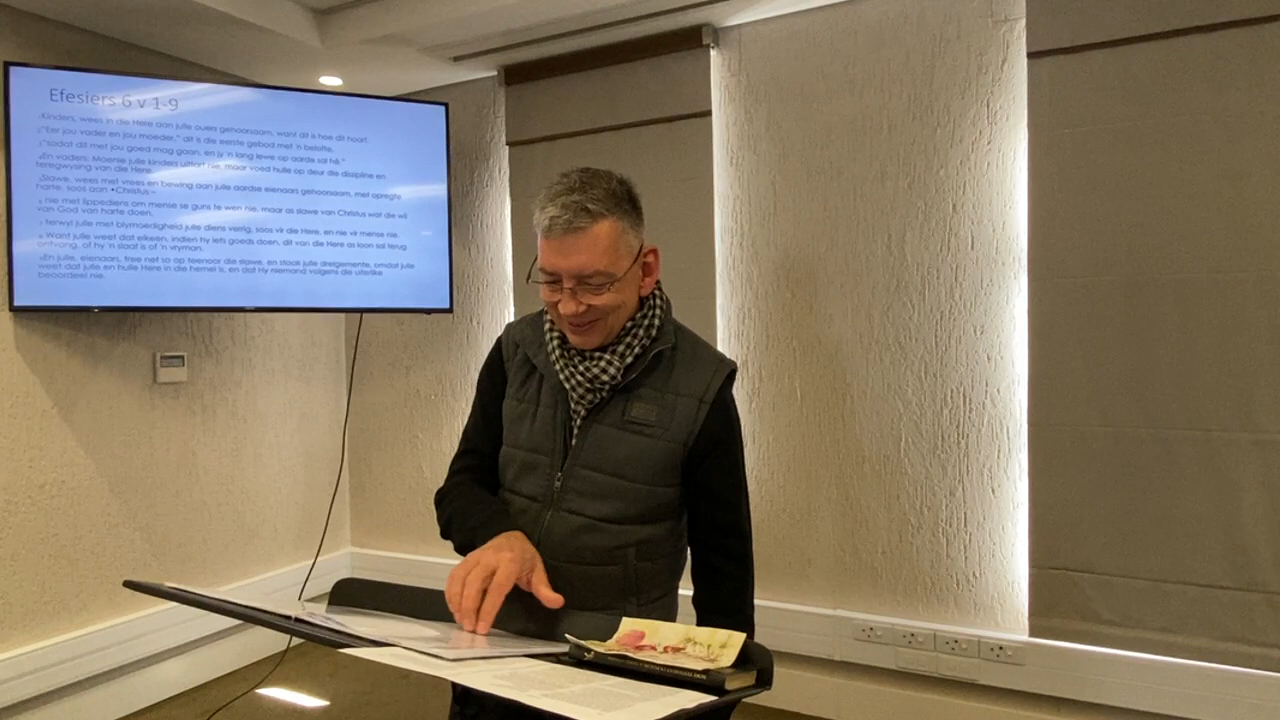 Efesiers 6 v 1-9
Kinders, wees in die Here aan julle ouers gehoorsaam, want dit is hoe dit hoort.
"Eer jou vader en jou moeder," dit is die eerste gebod met 'n belofte,
"sodat dit met jou goed mag gaan, en jy 'n lang lewe op aarde sal hê."
En vaders: Moenie julle kinders uittart nie, maar voed hulle op deur die dissipline en
teregwysing van die Here.
Slawe, wees met vrees en bewing aan julle aardse eienaars gehoorsaam, met opregte
harte, soos aan •Christus –
nie met lippediens om mense se guns te wen nie, maar as slawe van Christus wat die wil
van God van harte doen,
terwyl julle met blymoedigheid julle diens verrig, soos vir die Here, en nie vir mense nie.
Want julle weet dat elkeen, indien hy iets goeds doen, dit van die Here as loon sal terug
ontvang, of hy 'n slaaf is of 'n vryman.
En julle, eienaars, tree net so op teenoor die slawe, en staak julle dreigemente, omdat julle
weet dat julle en hulle Here in die hemel is, en dat Hy niemand volgens die uiterlike
beoordeel nie.